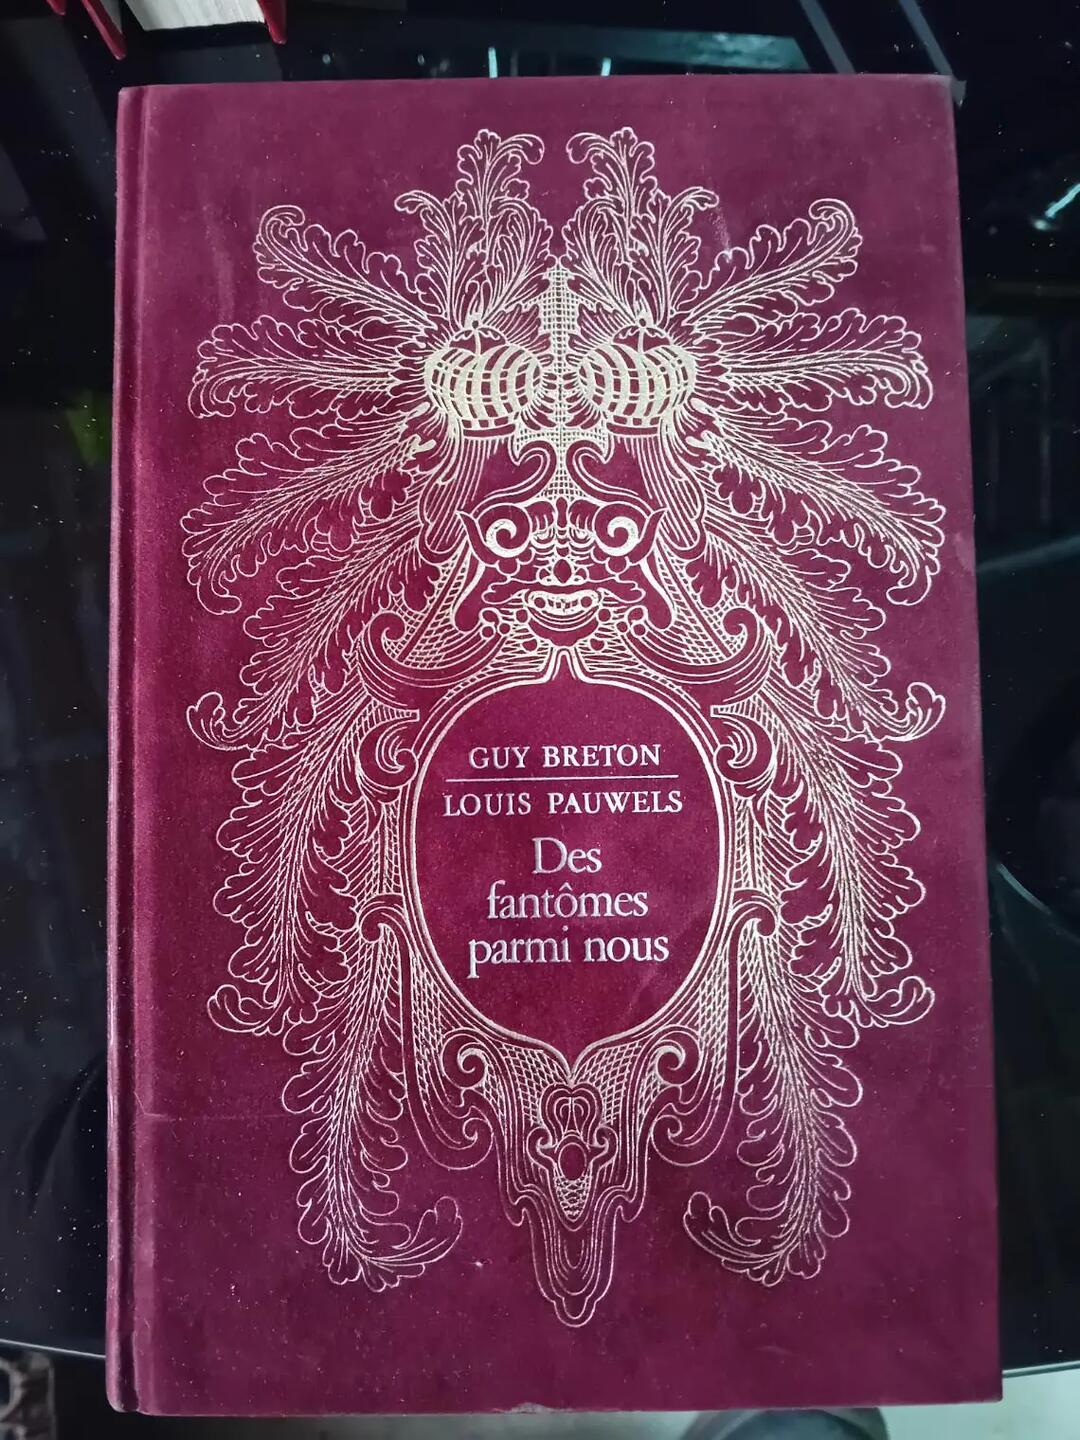 GUY BRETON
LOUIS PAUWELS
Des
fantômes
parmi nous